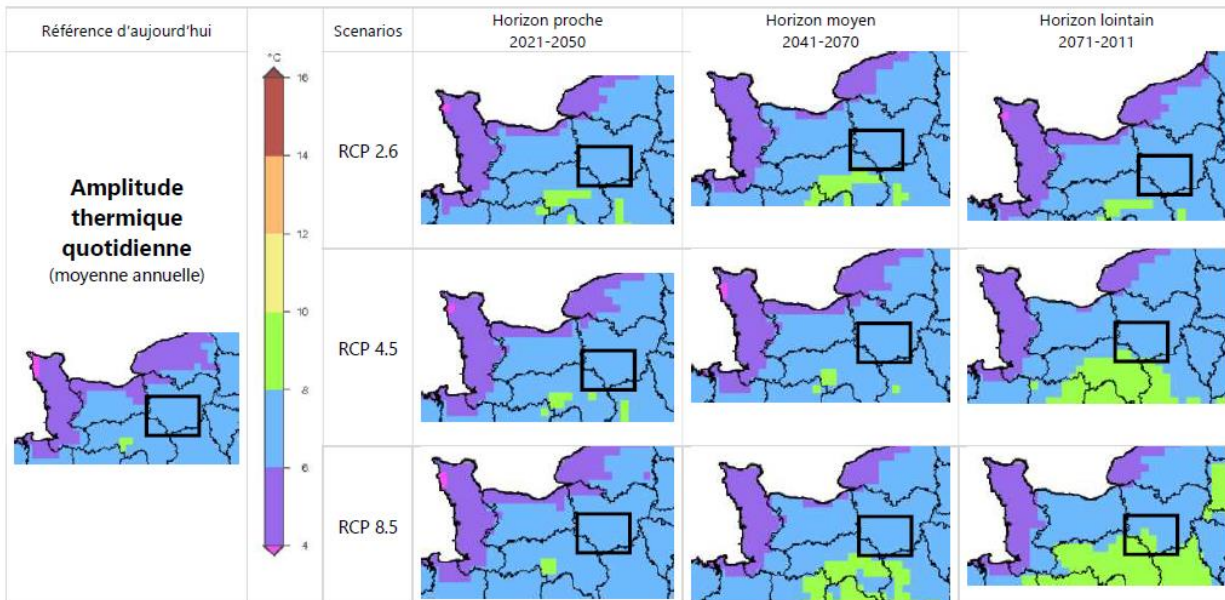 Référence d'aujourd'hui
Scenarios
Horizon proche
2021-2050
Horizon moyen
2041-2070
Horizon lointain
2071-2011
Amplitude
thermique
quotidienne
(moyenne annuelle)
°C
16
14
12
10
8
6
4
RCP 2.6
RCP 4.5
RCP 8.5